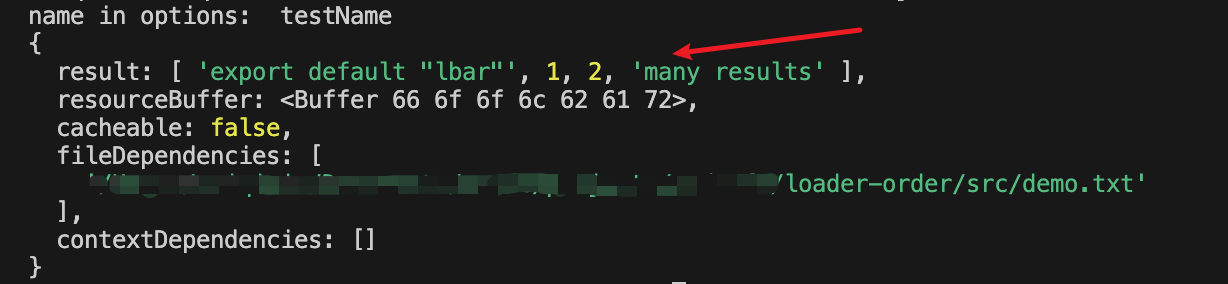 name in options:  testName
{
  result: [ 'export default "lbar"', 1, 2, 'many results' ],
  resourceBuffer: <Buffer 66 6f 6f 6c 62 61 72>,
  cacheable: false,
  fileDependencies: [
    /loader-order/src/demo.txt'
  ],
  contextDependencies: []
}